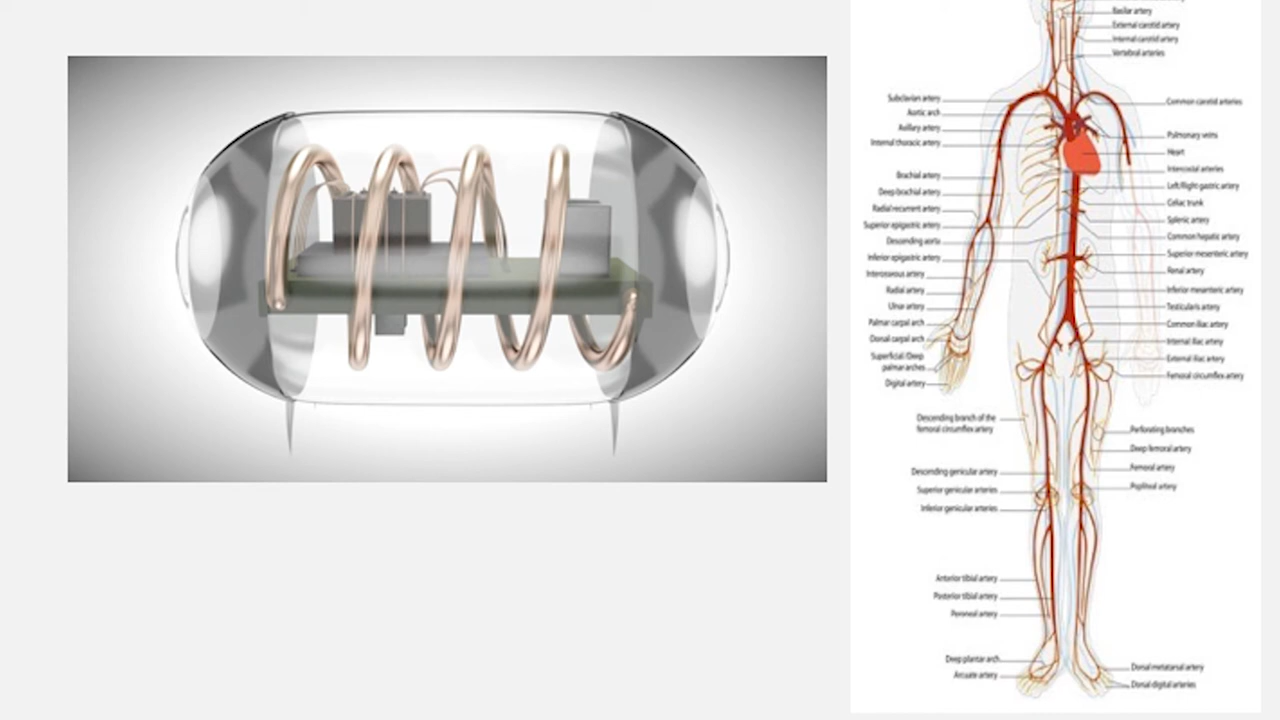 Basilar artery
External carotid artery
Internal carotid artery
Vertebral arteries
Subclavian artery
Aortic arch
Axillary artery
Internal thoracic artery
Brachial artery
Deep brachial artery
Radial recurrent artery
Superior epigastric artery
Descending aorta
Inferior epigastric artery
Interosseous artery
Radial artery
Ulnar artery
Palmar carpal arch
Dorsal carpal arch
Superficial/Deep
palmar arches
Digital artery
Common carotid arteries
Pulmonary veins
Heart
Intercostal arteries
Left/Right gastric artery
Celiac trunk
Splenic artery
Common hepatic artery
Superior mesenteric artery
Renal artery
Inferior mesenteric artery
Testicularis artery
Common iliac artery
Internal iliac artery
External iliac artery
Femoral circumflex artery
Descending branch of the
femoral circumflex artery
Descending genicular artery
Superior genicular arteries
Inferior genicular arteries
Perforating branches
Deep femoral artery
Femoral artery
Popliteal artery
Anterior tibial artery
Posterior tibial artery
Peroneal artery
Deep plantar arch
Arcuate artery
Dorsal metatarsal artery
Dorsal digital arteries